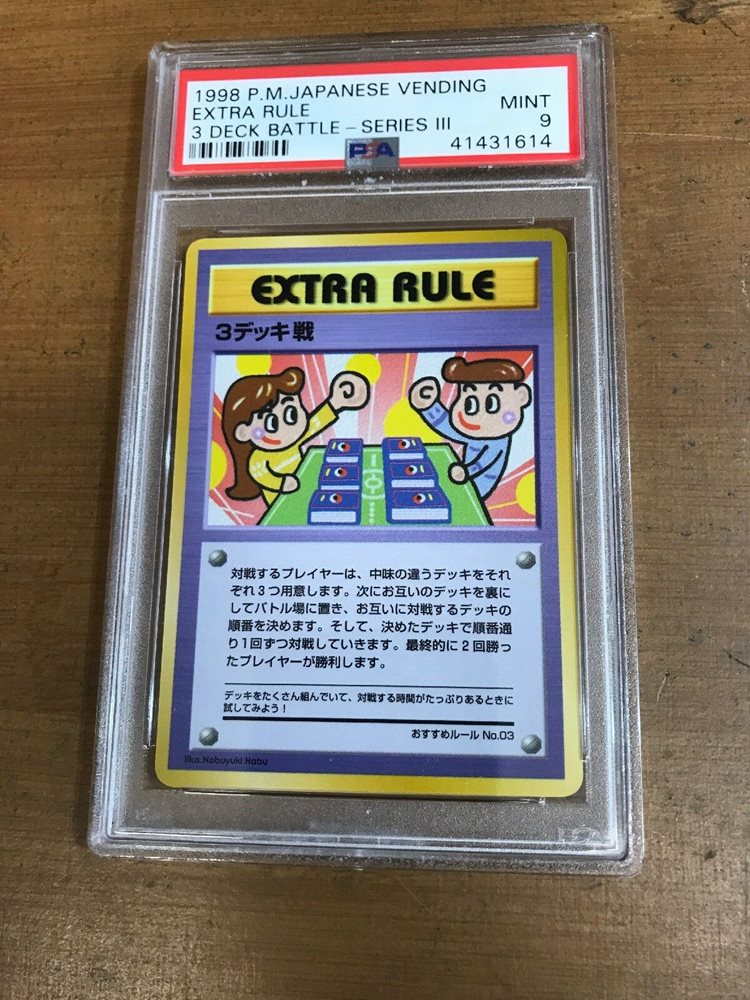 1998 P.M.JAPANESE VENDING
EXTRA RULE
MINT
3 DECK BATTLE – SERIES III
9
PSA
41431614
EXTRA RULE
3デッキ戦
対戦するプレイヤーは、中味の違うデッキをそれ
ぞれ3つ用意します。次にお互いのデッキを裏に
してバトル場に置き、お互いに対戦するデッキの
順番を決めます。そして、決めたデッキで順番通
り1回ずつ対戦していきます。最終的に2回勝っ
たプレイヤーが勝利します。
デッキをたくさん組んでいて、対戦する時間がたっぷりあるときに
試してみよう！
おすすめルール No.03
Illus.Nobuyuki Habu